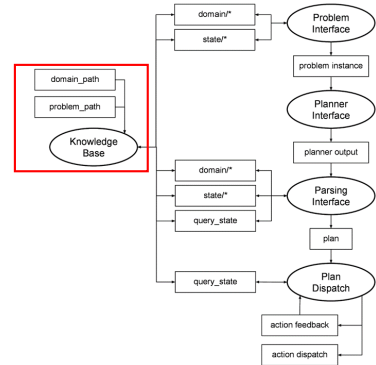 domain/*
state/*
Problem
Interface
problem instance
domain_path
problem_path
Knowledge
Base
Planner
Interface
planner output
domain/*
state/*
query_state
Parsing
Interface
plan
query_state
Plan
Dispatch
action feedback
action dispatch